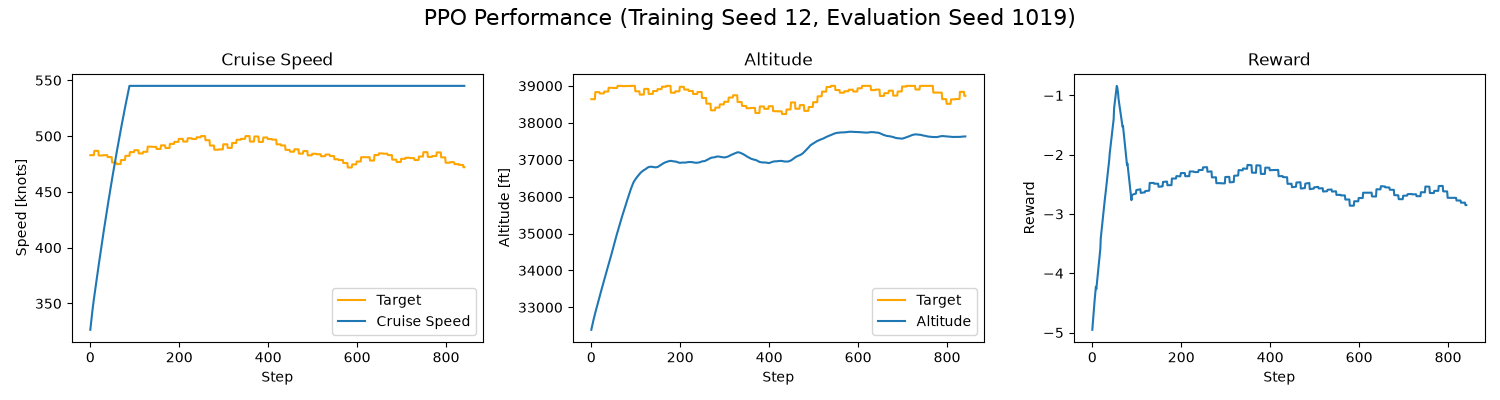 PPO Performance (Training Seed 12, Evaluation Seed 1019)
Cruise Speed
550
500
450
400
350
Speed [knots]
0 200 400 600 800
Step
Target
Cruise Speed
Altitude
39000
38000
37000
36000
35000
34000
33000
Altitude [ft]
0 200 400 600 800
Step
Target
Altitude
Reward
−1
−2
−3
−4
−5
Reward
0 200 400 600 800
Step